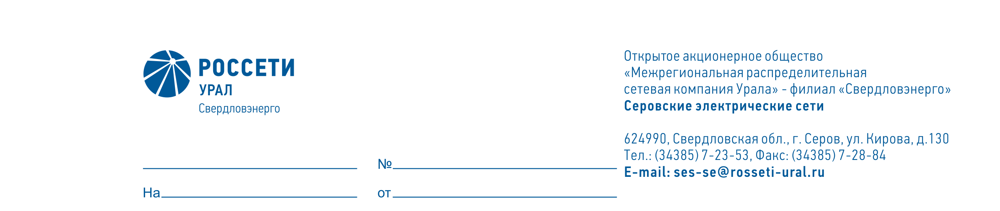 РОССЕТИ
УРАЛ
Свердловэнерго
Открытое акционерное общество
«Межрегиональная распределительная
сетевая компания Урала» - филиал «Свердловэнерго»
Серовские электрические сети
624990, Свердловская обл., г. Серов, ул. Кирова, д.130
Тел.: (34385) 7-23-53, Факс: (34385) 7-28-84
E-mail: ses-se@rosseti-ural.ru
№
На от